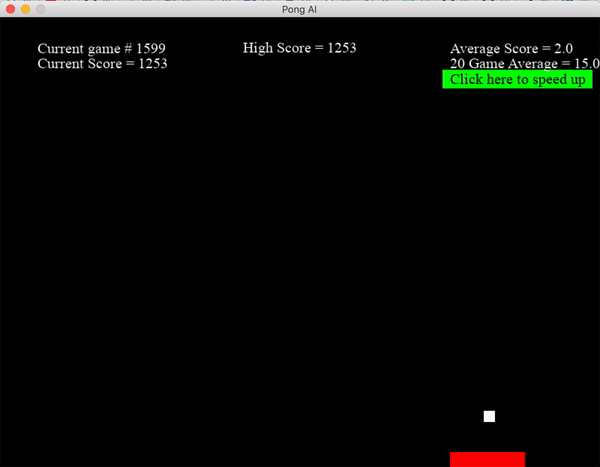 Pong AI
Current game # 1599
Current Score = 1253
High Score = 1253
Average Score = 2.0
20 Game Average = 15.0
Click here to speed up